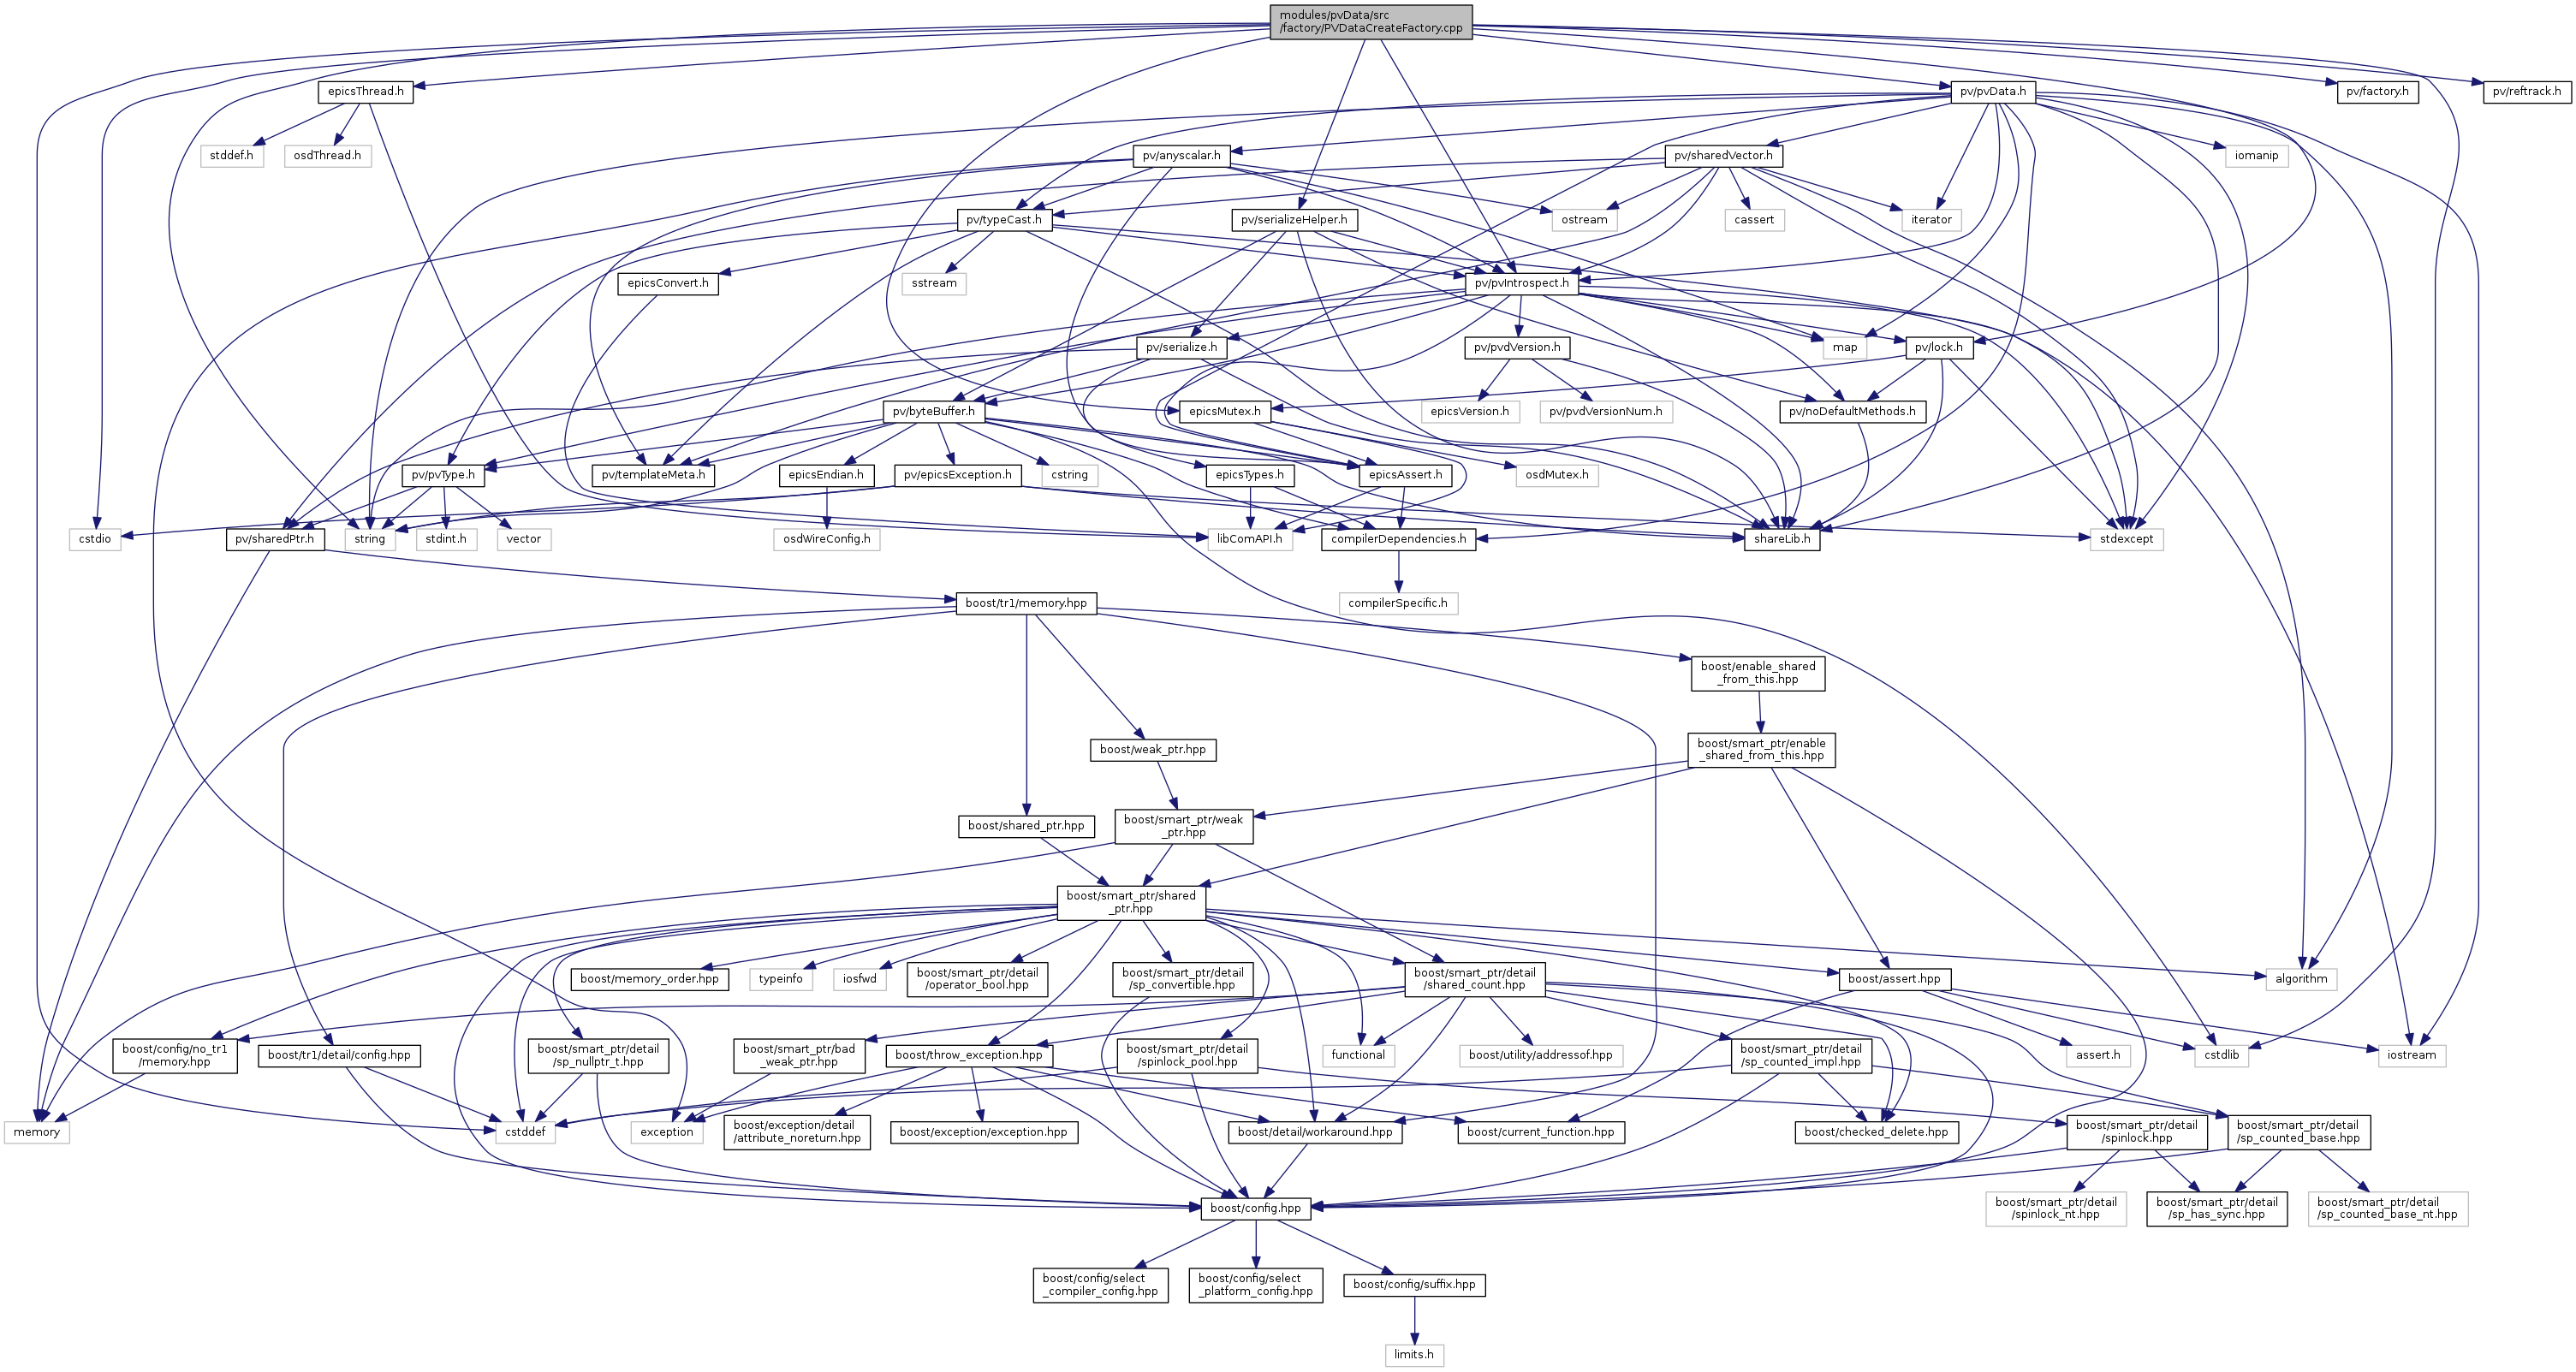 modules/pvData/src
/factory/PVDataCreateFactory.cpp
epicsThread.h
pv/pvData.h
pv/factory.h
pv/reftrack.h
stddef.h
osdThread.h
pv/anyscalar.h
pv/sharedVector.h
iomanip
pv/typeCast.h
pv/serializeHelper.h
ostream
cassert
iterator
epicsConvert.h
sstream
pv/pvIntrospect.h
pv/serialize.h
pv/pvdVersion.h
map
pv/lock.h
pv/byteBuffer.h
epicsMutex.h
epicsVersion.h
pv/pvdVersionNum.h
pv/noDefaultMethods.h
pv/pvType.h
pv/templateMeta.h
epicsEndian.h
pv/epicsException.h
cstring
epicsTypes.h
epicsAssert.h
osdMutex.h
cstdio
pv/sharedPtr.h
string
stdint.h
vector
osdWireConfig.h
libComAPI.h
compilerDependencies.h
shareLib.h
stdexcept
boost/tr1/memory.hpp
compilerSpecific.h
boost/enable_shared
_from_this.hpp
boost/weak_ptr.hpp
boost/smart_ptr/enable
_shared_from_this.hpp
boost/shared_ptr.hpp
boost/smart_ptr/weak
_ptr.hpp
boost/smart_ptr/shared
_ptr.hpp
boost/memory_order.hpp
typeinfo
iosfwd
boost/smart_ptr/detail
/operator_bool.hpp
boost/smart_ptr/detail
/sp_convertible.hpp
boost/smart_ptr/detail
/shared_count.hpp
boost/assert.hpp
algorithm
boost/config/no_tr1
/memory.hpp
boost/tr1/detail/config.hpp
boost/smart_ptr/detail
/sp_nullptr_t.hpp
boost/smart_ptr/bad
_weak_ptr.hpp
boost/throw_exception.hpp
boost/smart_ptr/detail
/spinlock_pool.hpp
functional
boost/utility/addressof.hpp
boost/smart_ptr/detail
/sp_counted_impl.hpp
assert.h
cstdlib
iostream
memory
cstddef
exception
boost/exception/detail
/attribute_noreturn.hpp
boost/exception/exception.hpp
boost/detail/workaround.hpp
boost/current_function.hpp
boost/checked_delete.hpp
boost/smart_ptr/detail
/spinlock.hpp
boost/smart_ptr/detail
/sp_counted_base.hpp
boost/config.hpp
boost/smart_ptr/detail
/spinlock_nt.hpp
boost/smart_ptr/detail
/sp_has_sync.hpp
boost/smart_ptr/detail
/sp_counted_base_nt.hpp
boost/config/select
_compiler_config.hpp
boost/config/select
_platform_config.hpp
boost/config/suffix.hpp
limits.h